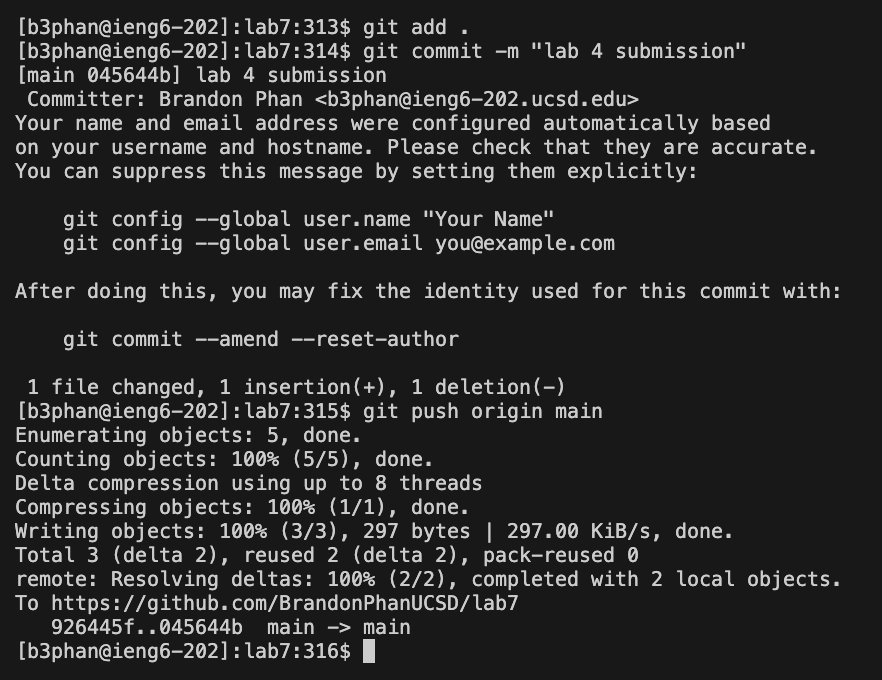 [b3phan@ieng6-202]:lab7:313$ git add .
[b3phan@ieng6-202]:lab7:314$ git commit -m "lab 4 submission"
[main 045644b] lab 4 submission
 Committer: Brandon Phan <b3phan@ieng6-202.ucsd.edu>
Your name and email address were configured automatically based
on your username and hostname. Please check that they are accurate.
You can suppress this message by setting them explicitly:

    git config --global user.name "Your Name"
    git config --global user.email you@example.com

After doing this, you may fix the identity used for this commit with:

    git commit --amend --reset-author

 1 file changed, 1 insertion(+), 1 deletion(-)
[b3phan@ieng6-202]:lab7:315$ git push origin main
Enumerating objects: 5, done.
Counting objects: 100% (5/5), done.
Delta compression using up to 8 threads
Compressing objects: 100% (1/1), done.
Writing objects: 100% (3/3), 297 bytes | 297.00 KiB/s, done.
Total 3 (delta 2), reused 2 (delta 2), pack-reused 0
remote: Resolving deltas: 100% (2/2), completed with 2 local objects.
To https://github.com/BrandonPhanUCSD/lab7
   926445f..045644b  main -> main
[b3phan@ieng6-202]:lab7:316$